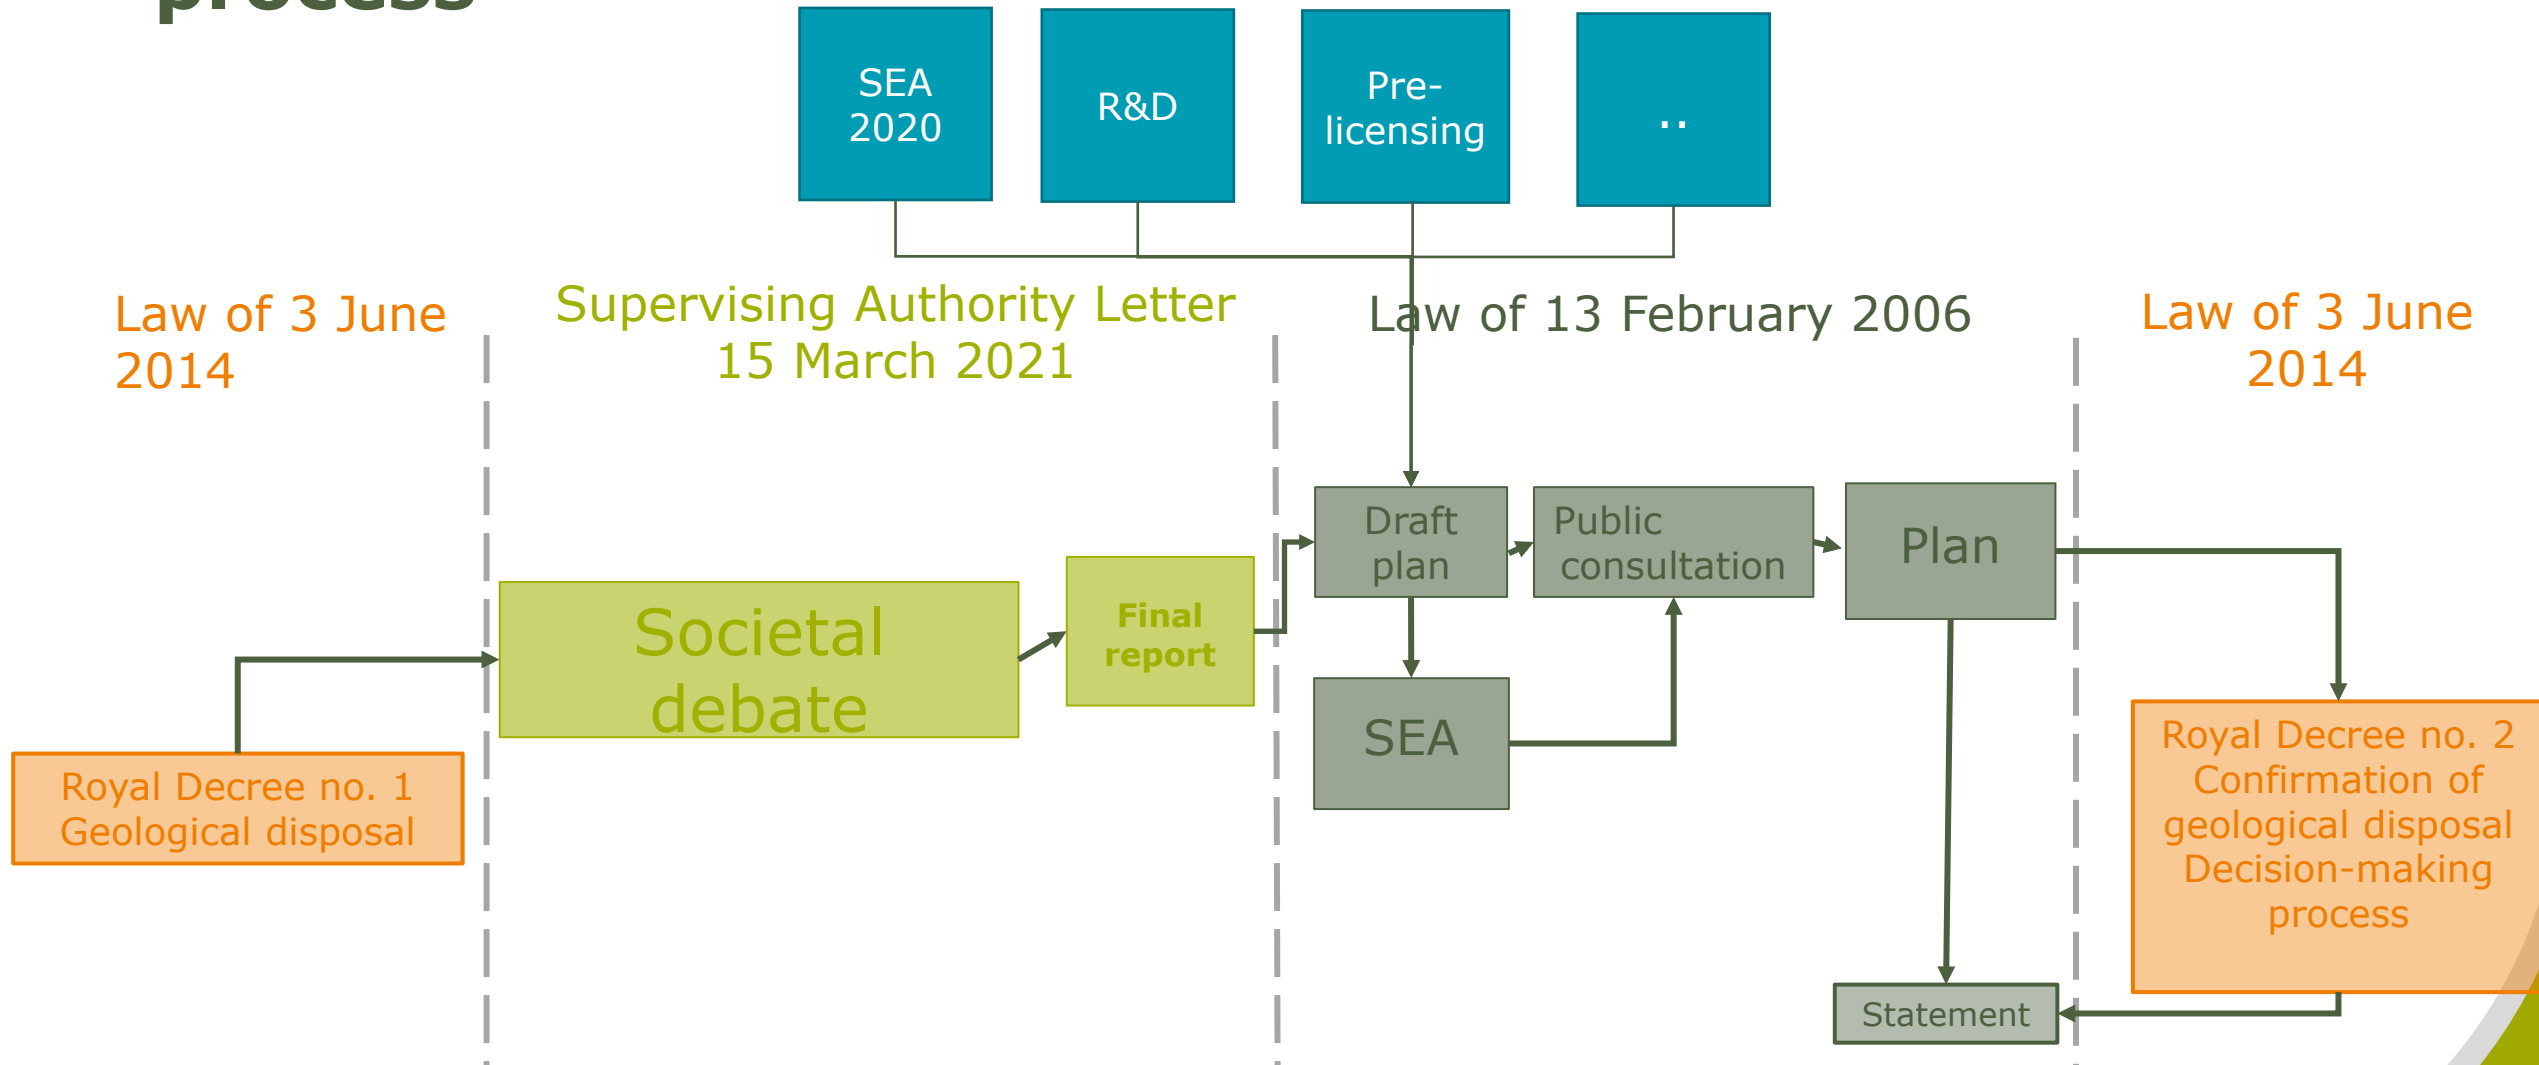 process
SEA
2020
R&D
Pre-
licensing
..
Law of 3 June
2014
Supervising Authority Letter
15 March 2021
Law of 13 February 2006
Law of 3 June
2014
Draft
plan
Public
consultation
Plan
Societal
debate
Final
report
SEA
Royal Decree no. 1
Geological disposal
Royal Decree no. 2
Confirmation of
geological disposal
Decision-making
process
Statement